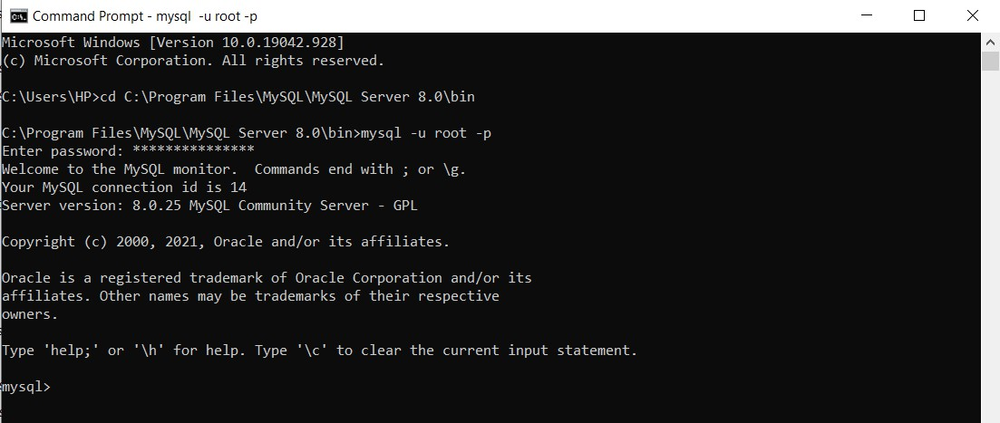 Command Prompt - mysql  -u root -p
Microsoft Windows [Version 10.0.19042.928]
(c) Microsoft Corporation. All rights reserved.
C:\Users\HP>cd C:\Program Files\MySQL\MySQL Server 8.0\bin
C:\Program Files\MySQL\MySQL Server 8.0\bin>mysql -u root -p
Enter password: ***************
Welcome to the MySQL monitor.  Commands end with ; or \g.
Your MySQL connection id is 14
Server version: 8.0.25 MySQL Community Server - GPL
Copyright (c) 2000, 2021, Oracle and/or its affiliates.
Oracle is a registered trademark of Oracle Corporation and/or its
affiliates. Other names may be trademarks of their respective
owners.
Type 'help;' or '\h' for help. Type '\c' to clear the current input statement.
mysql>